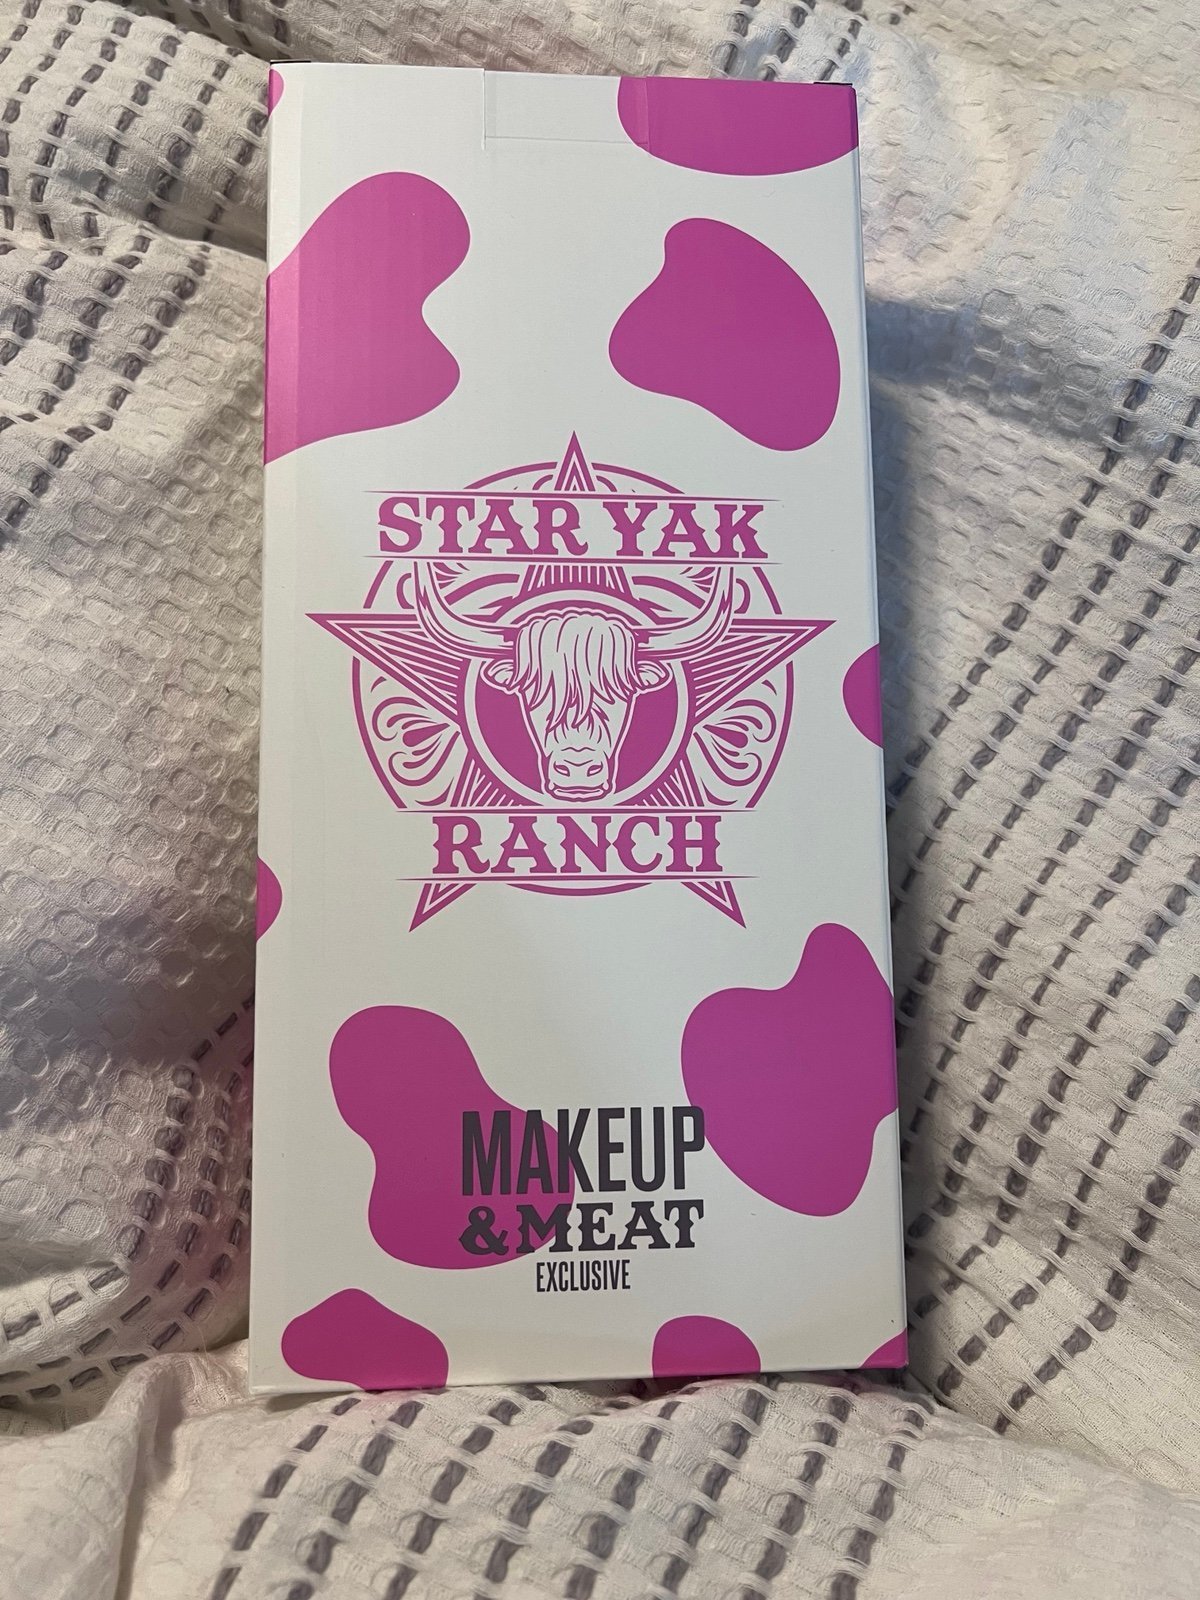 STAR YAK
RANCH
MAKEUP
& MEAT
EXCLUSIVE